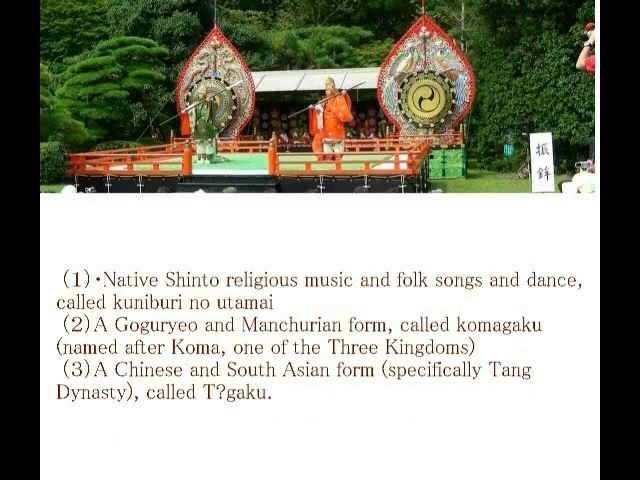 振
鉾
(1)･Native Shinto religious music and folk songs and dance,
called kuniburi no utamai
(2)A Goguryeo and Manchurian form, called komagaku
(named after Koma, one of the Three Kingdoms)
(3)A Chinese and South Asian form (specifically Tang
Dynasty), called T?gaku.